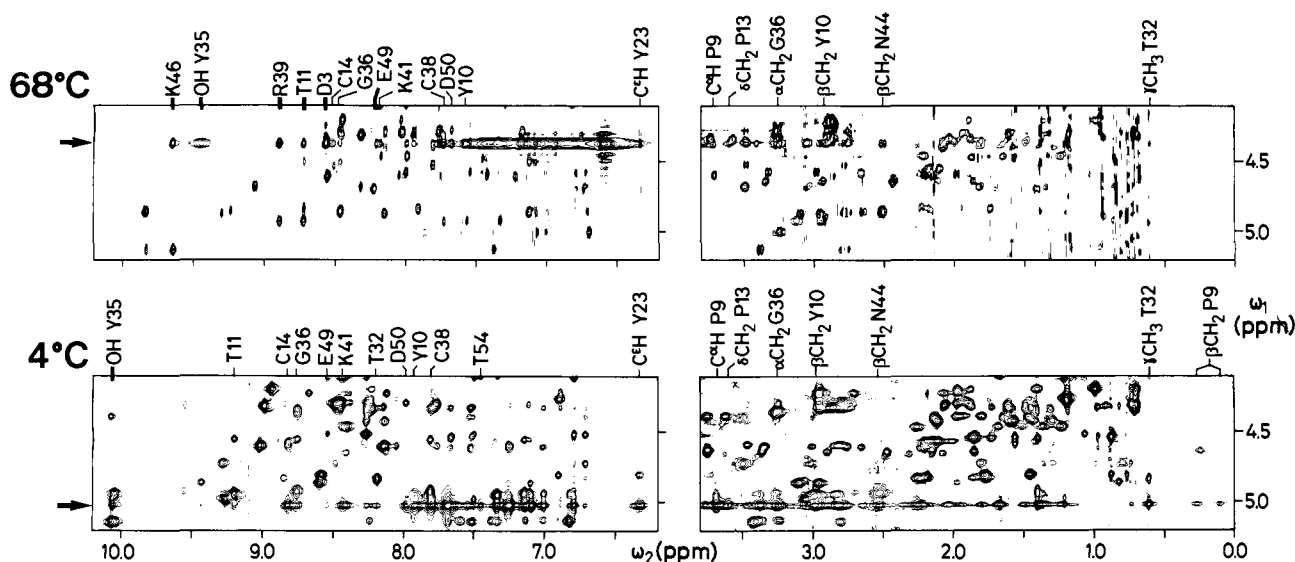 68°C
K46
OH Y35
R39
T11
D3
C14
G36
E49
K41
C38
D50
Y10
CᵋH Y23
CᵅH P9
δCH₂ P13
αCH₂ G36
βCH₂ Y10
βCH₂ N44
γCH₃ T32
4.5
5.0
4°C
OH Y35
T11
C14
G36
E49
K41
T32
D50
Y10
C38
T54
CᵋH Y23
CᵅH P9
δCH₂ P13
αCH₂ G36
βCH₂ Y10
βCH₂ N44
γCH₃ T32
βCH₂ P9
ω₁
(ppm)
4.5
5.0
10.0 9.0 8.0 ω₂(ppm) 7.0 3.0 2.0 1.0 0.0